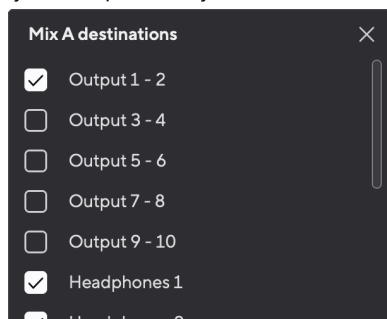 Mix A destinations
Output 1 - 2
Output 3 - 4
Output 5 - 6
Output 7 - 8
Output 9 - 10
Headphones 1